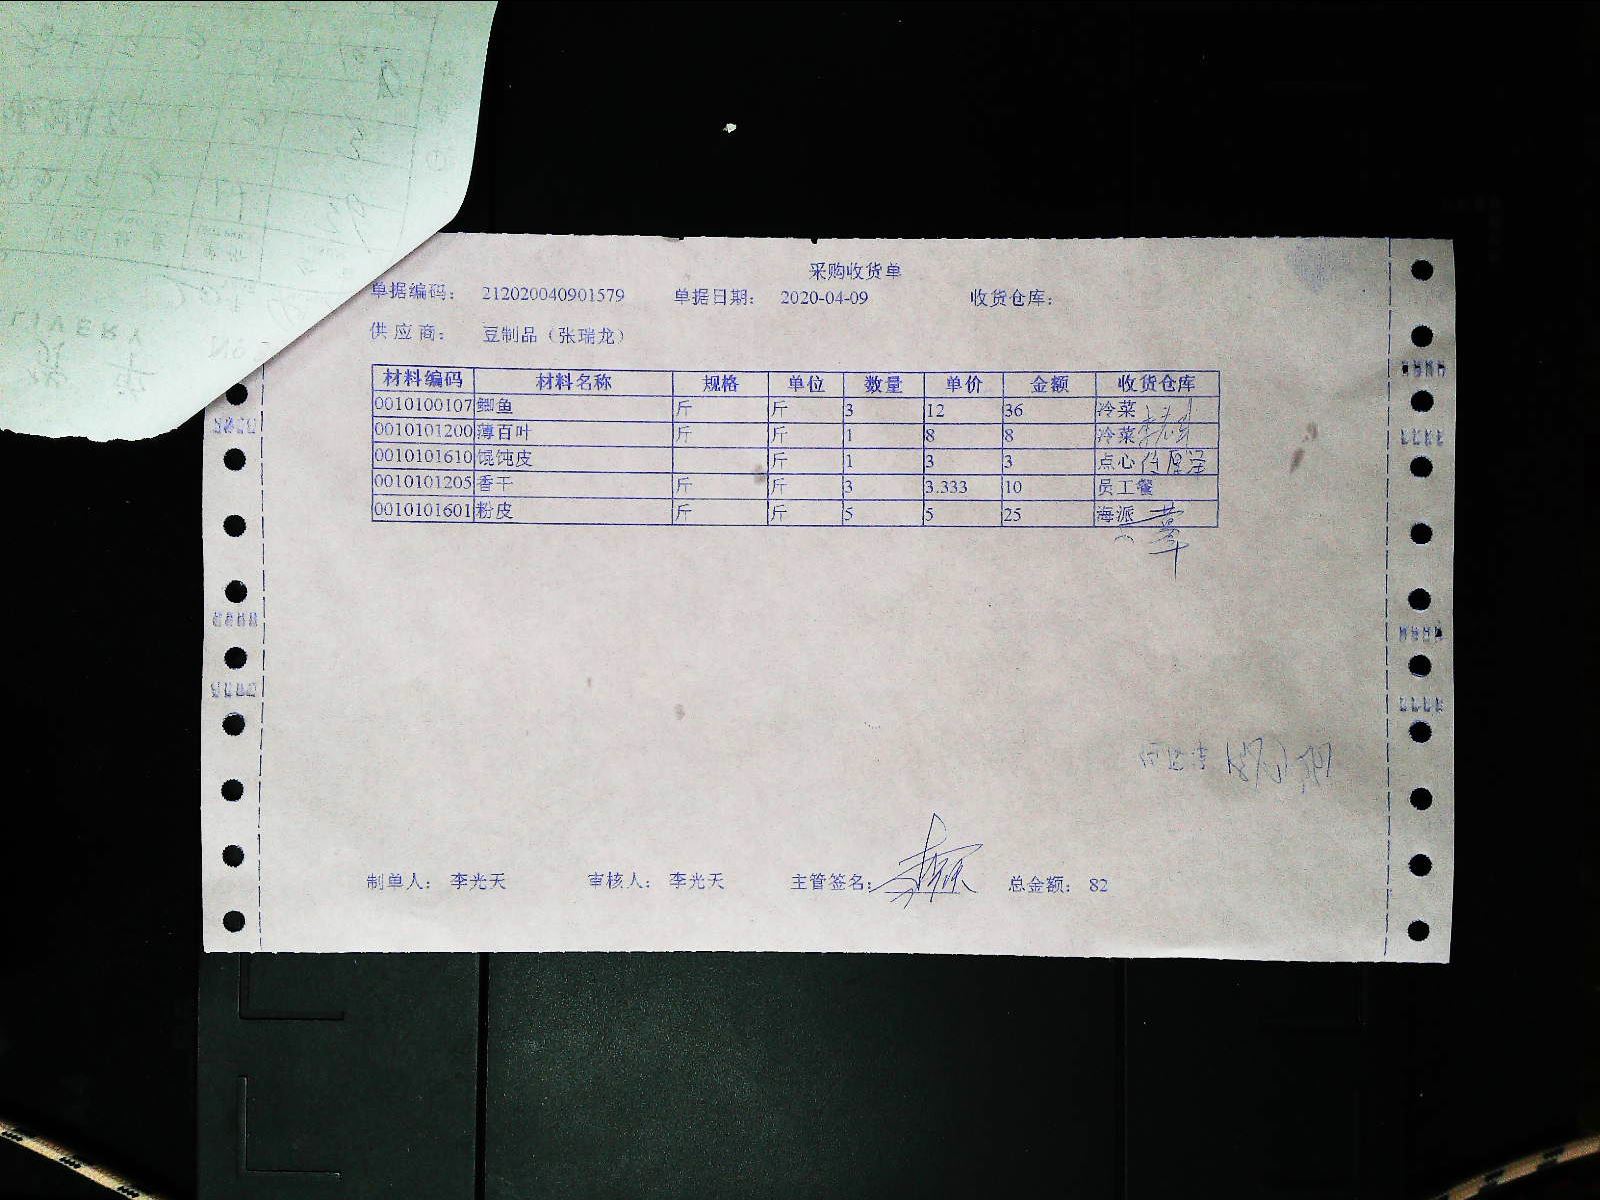 采购收货单
单据编码： 212020040901579 单据日期： 2020-04-09 收货仓库：
供应商： 豆制品（张瑞龙）
材料编码 材料名称 规格 单位 数量 单价 金额 收货仓库
0010100107 鲫鱼 斤 斤 3 12 36 冷菜
0010101200 薄百叶 斤 斤 1 8 8 冷菜
0010101610 馄饨皮 斤 1 3 3 点心
0010101205 香干 斤 斤 3 3.333 10 员工餐
0010101601 粉皮 斤 斤 5 5 25 海派
制单人： 李光天 审核人： 李光天 主管签名： 总金额： 82
LIVERY